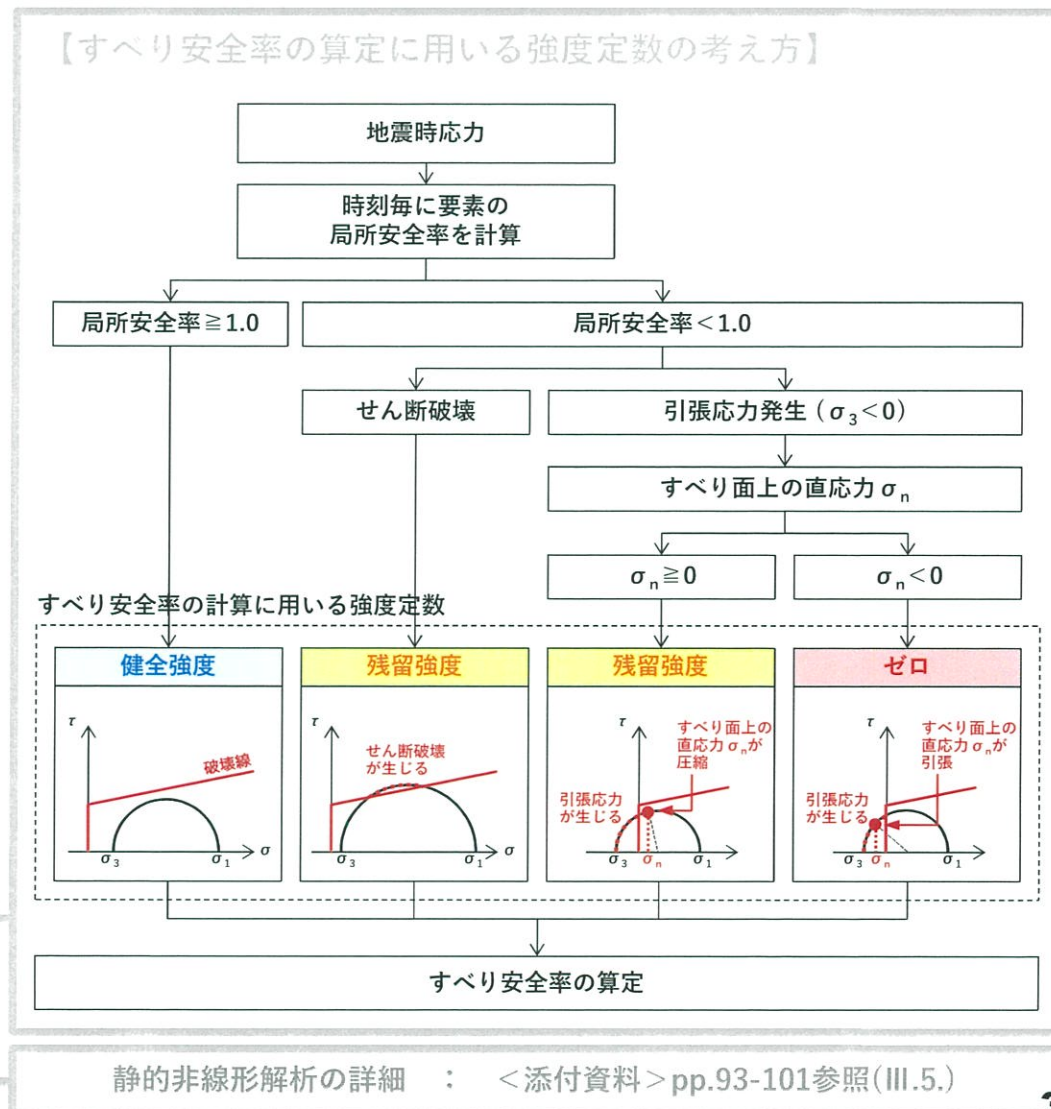 【すべり安全率の算定に用いる強度定数の考え方】
地震時応力
時刻毎に要素の
局所安全率を計算
局所安全率≧1.0
局所安全率<1.0
せん断破壊
引張応力発生（σ3<0）
すべり面上の直応力σn
σn≧0
σn<0
すべり安全率の計算に用いる強度定数
健全強度
残留強度
残留強度
ゼロ
τ
破壊線
σ3
σ1
σ
τ
せん断破壊
が生じる
σ3
σ1
σ
τ
すべり面上の
直応力σnが
圧縮
引張応力
が生じる
σ3
σn
σ1
σ
τ
すべり面上の
直応力σnが
引張
引張応力
が生じる
σ3
σn
σ1
σ
すべり安全率の算定
静的非線形解析の詳細　：　<添付資料>pp.93-101参照(III.5.)